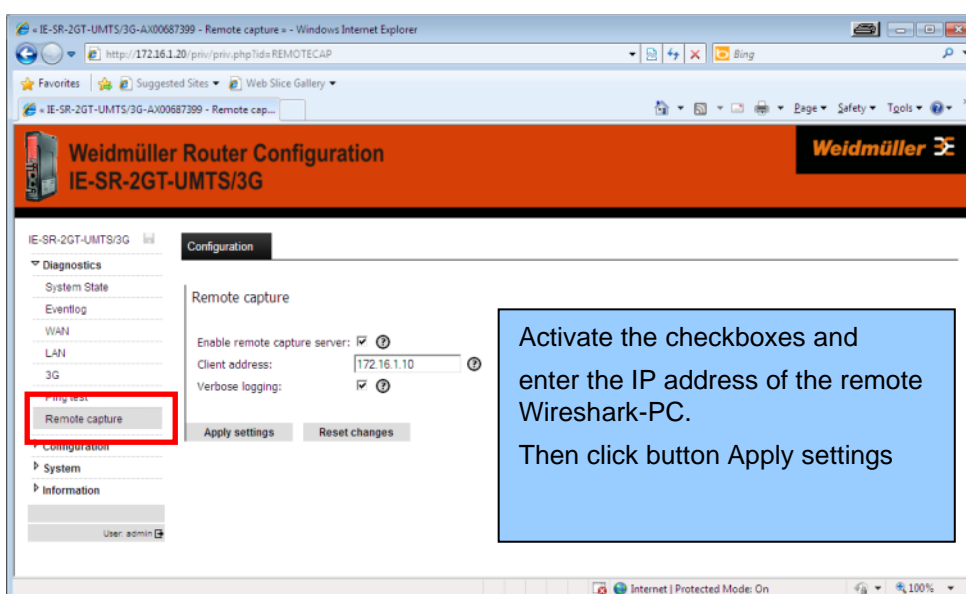 « IE-SR-2GT-UMTS/3G-AX00687399 - Remote capture » - Windows Internet Explorer
http://172.16.1.20/priv/priv.php?id=REMOTECAP
Bing
Favorites Suggested Sites Web Slice Gallery
« IE-SR-2GT-UMTS/3G-AX00687399 - Remote cap...
Page Safety Tools
Weidmüller Router Configuration
IE-SR-2GT-UMTS/3G
Weidmüller
IE-SR-2GT-UMTS/3G
Configuration
Diagnostics
System State
Eventlog
WAN
LAN
3G
Ping test
Remote capture
Configuration
System
Information
User: admin
Remote capture
Enable remote capture server:
Client address: 172.16.1.10
Verbose logging:
Apply settings Reset changes
Activate the checkboxes and
enter the IP address of the remote
Wireshark-PC.
Then click button Apply settings
Internet | Protected Mode: On
100%